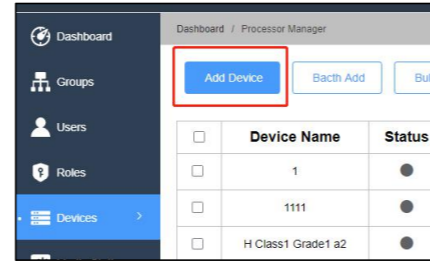 Dashboard
Groups
Users
Roles
Devices
Dashboard / Processor Manager
Add Device
Bacth Add
Device Name Status
1
1111
H Class1 Grade1 a2